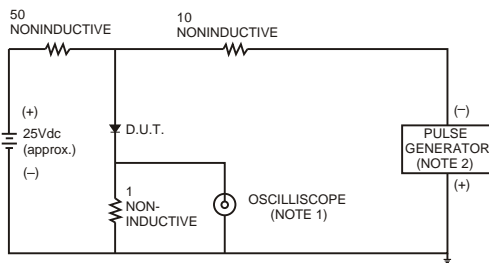 50
NONINDUCTIVE
10
NONINDUCTIVE
(+)
25Vdc
(approx.)
(–)
D.U.T.
1
NON-
INDUCTIVE
OSCILLISCOPE
(NOTE 1)
(–)
PULSE
GENERATOR
(NOTE 2)
(+)